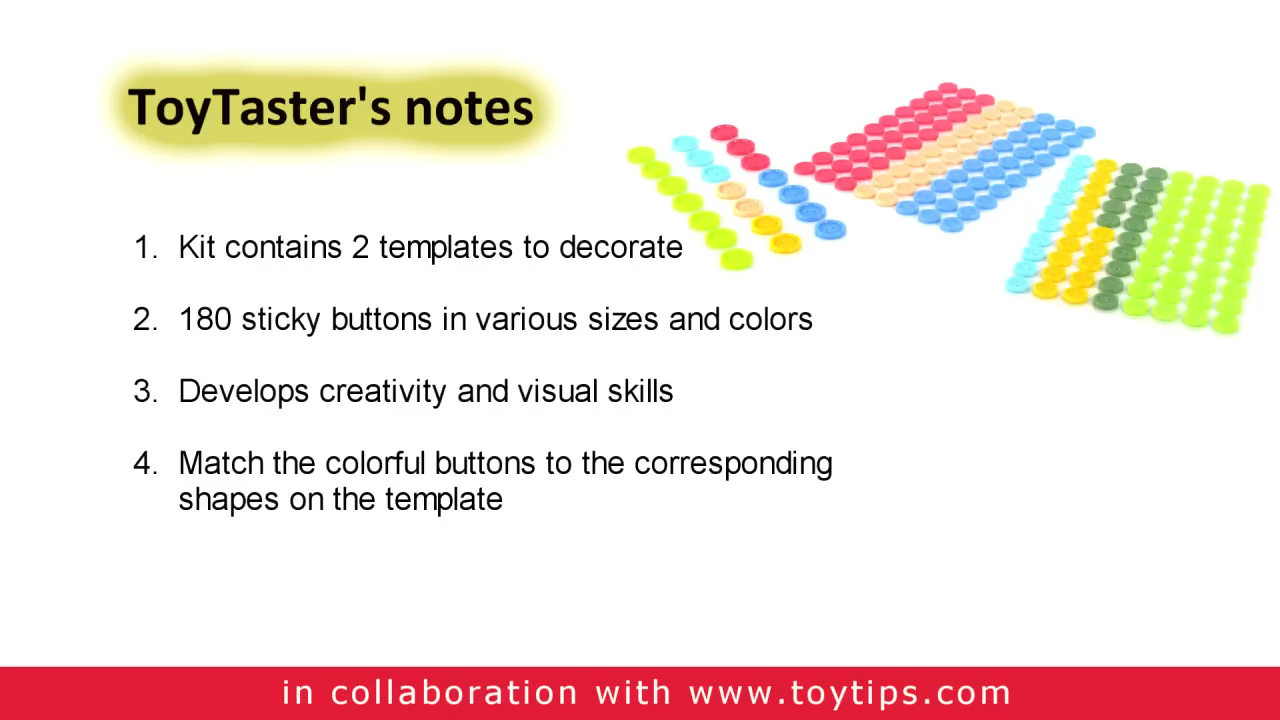 ToyTaster's notes
1. Kit contains 2 templates to decorate
2. 180 sticky buttons in various sizes and colors
3. Develops creativity and visual skills
4. Match the colorful buttons to the corresponding
shapes on the template
in collaboration with www.toytips.com